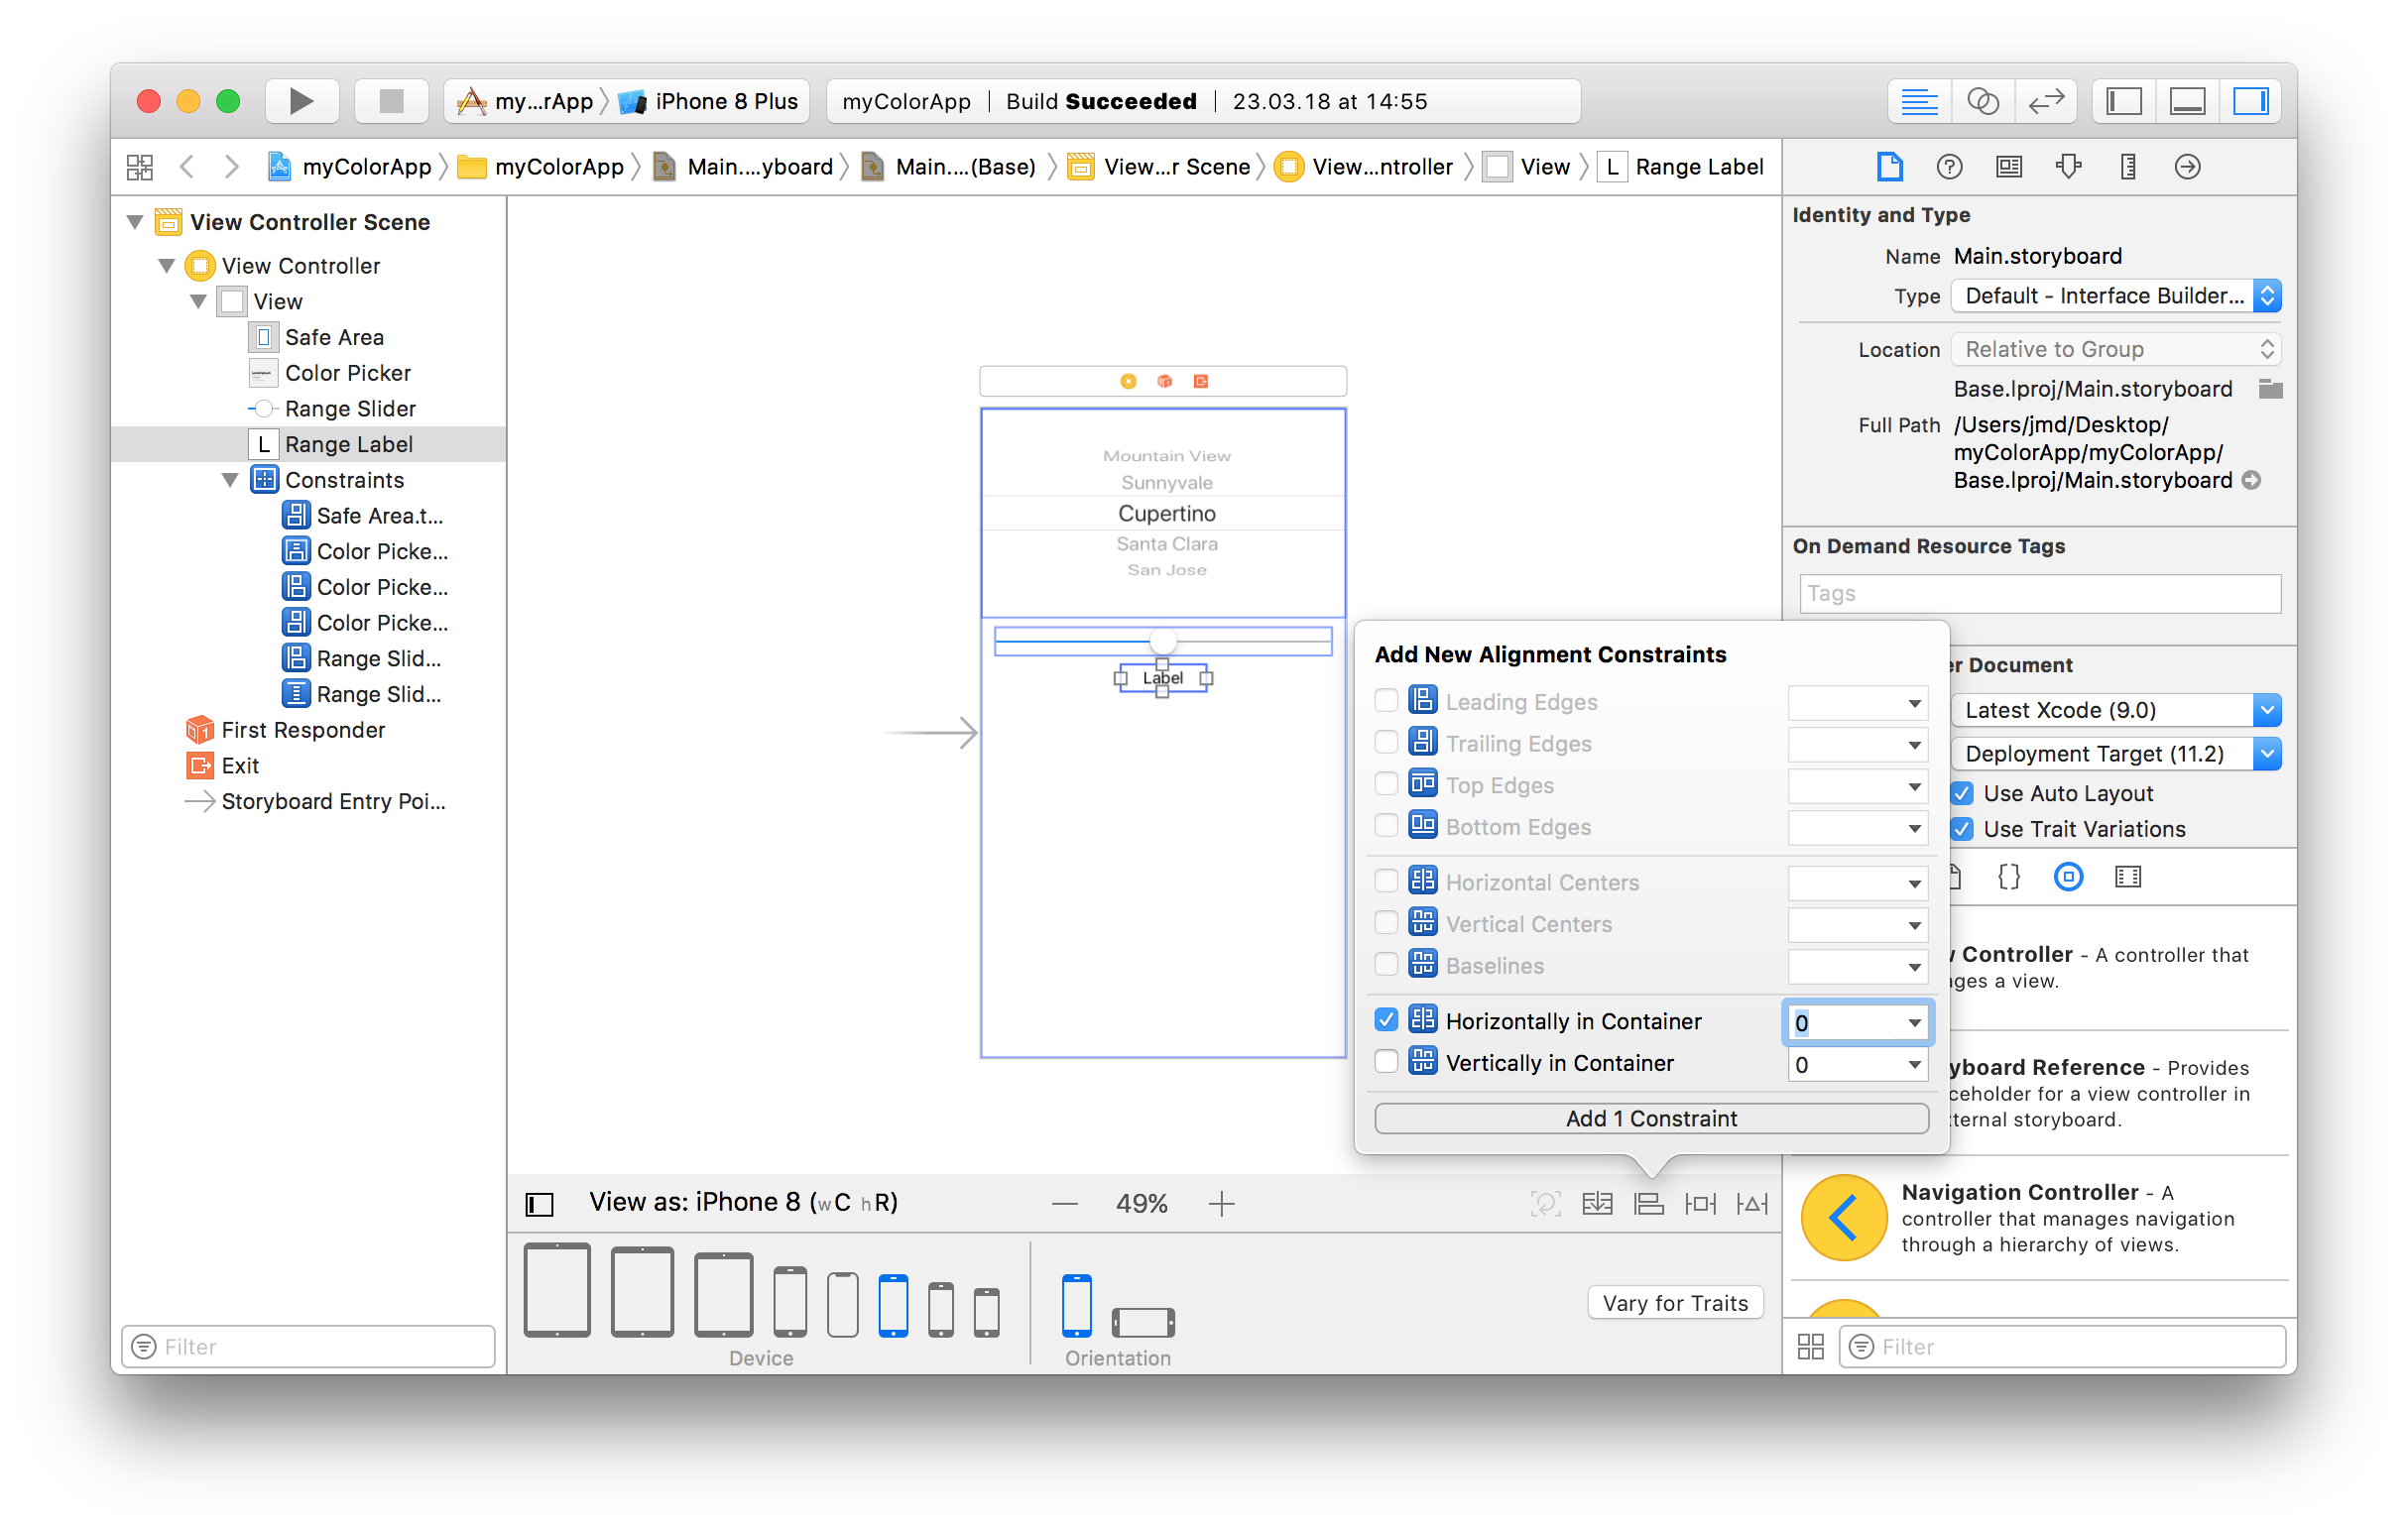 my...rApp
iPhone 8 Plus
myColorApp
Build Succeeded
23.03.18 at 14:55
myColorApp
myColorApp
Main....yboard
Main....(Base)
View...r Scene
View...ntroller
View
L
Range Label
View Controller Scene
View Controller
View
Safe Area
Color Picker
Range Slider
L
Range Label
Constraints
Safe Area.t...
Color Picke...
Color Picke...
Color Picke...
Range Slid...
Range Slid...
First Responder
Exit
Storyboard Entry Poi...
Filter
Mountain View
Sunnyvale
Cupertino
Santa Clara
San Jose
Label
Add New Alignment Constraints
Leading Edges
Trailing Edges
Top Edges
Bottom Edges
Horizontal Centers
Vertical Centers
Baselines
Horizontally in Container
0
Vertically in Container
0
Add 1 Constraint
View as: iPhone 8 (wC hR)
49%
Device
Orientation
Vary for Traits
Identity and Type
Name Main.storyboard
Type Default - Interface Builder...
Location Relative to Group
Base.lproj/Main.storyboard
Full Path /Users/jmd/Desktop/
myColorApp/myColorApp/
Base.lproj/Main.storyboard
On Demand Resource Tags
Tags
er Document
Latest Xcode (9.0)
Deployment Target (11.2)
Use Auto Layout
Use Trait Variations
{}
Controller - A controller that
ges a view.
yboard Reference - Provides
ceholder for a view controller in
ternal storyboard.
Navigation Controller - A
controller that manages navigation
through a hierarchy of views.
Filter